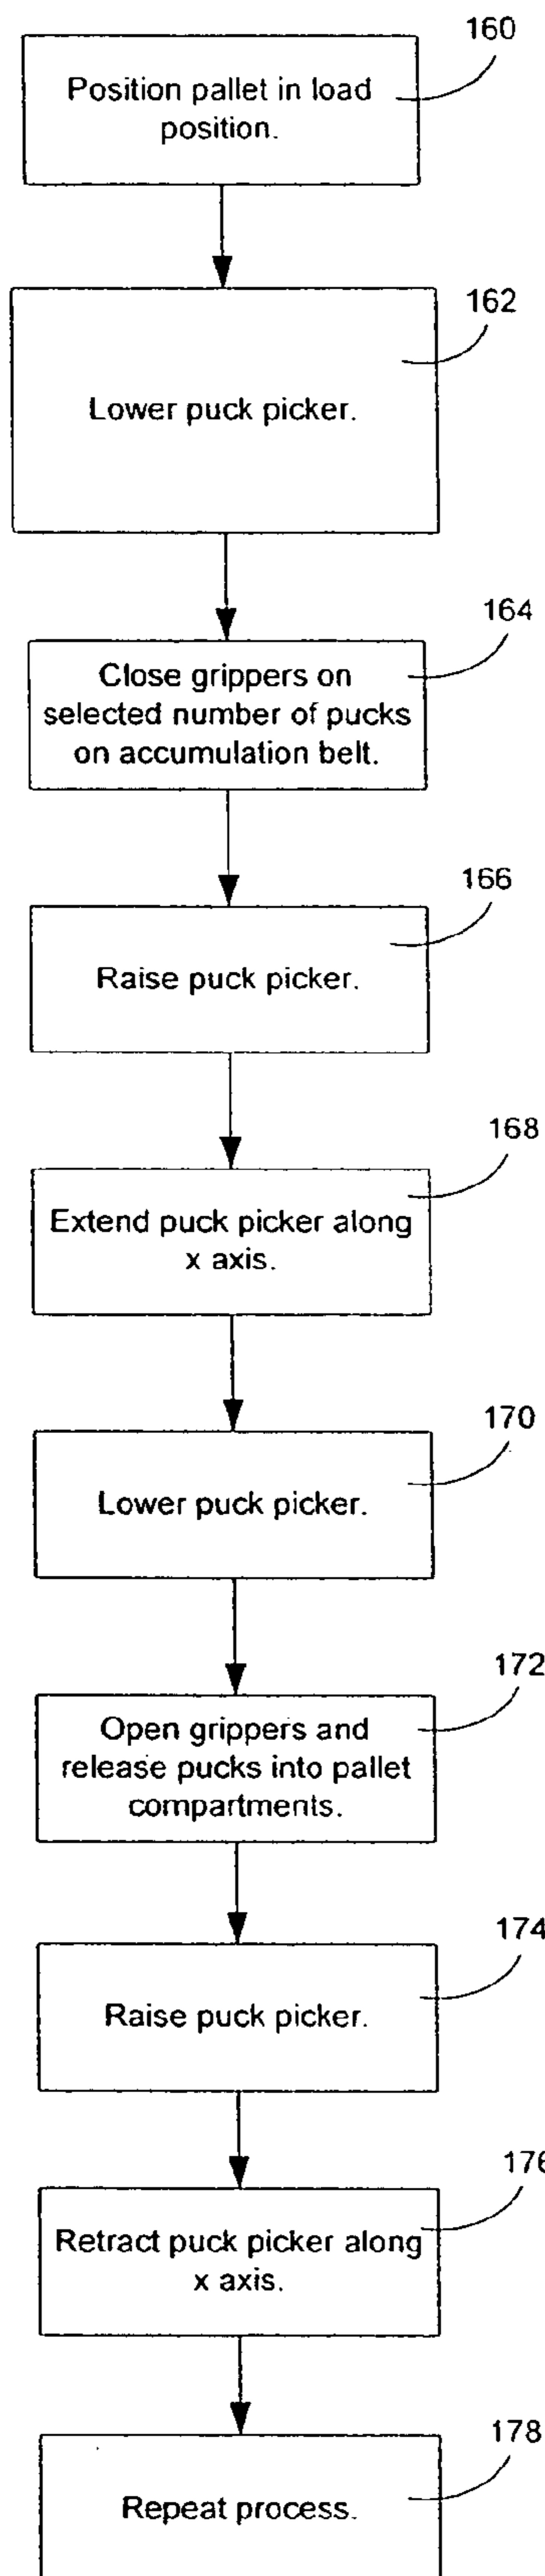 160
Position pallet in load
position.
162
Lower puck picker.
164
Close grippers on
selected number of pucks
on accumulation belt.
166
Raise puck picker.
168
Extend puck picker along
x axis.
170
Lower puck picker.
172
Open grippers and
release pucks into pallet
compartments.
174
Raise puck picker.
176
Retract puck picker along
x axis.
178
Repeat process.